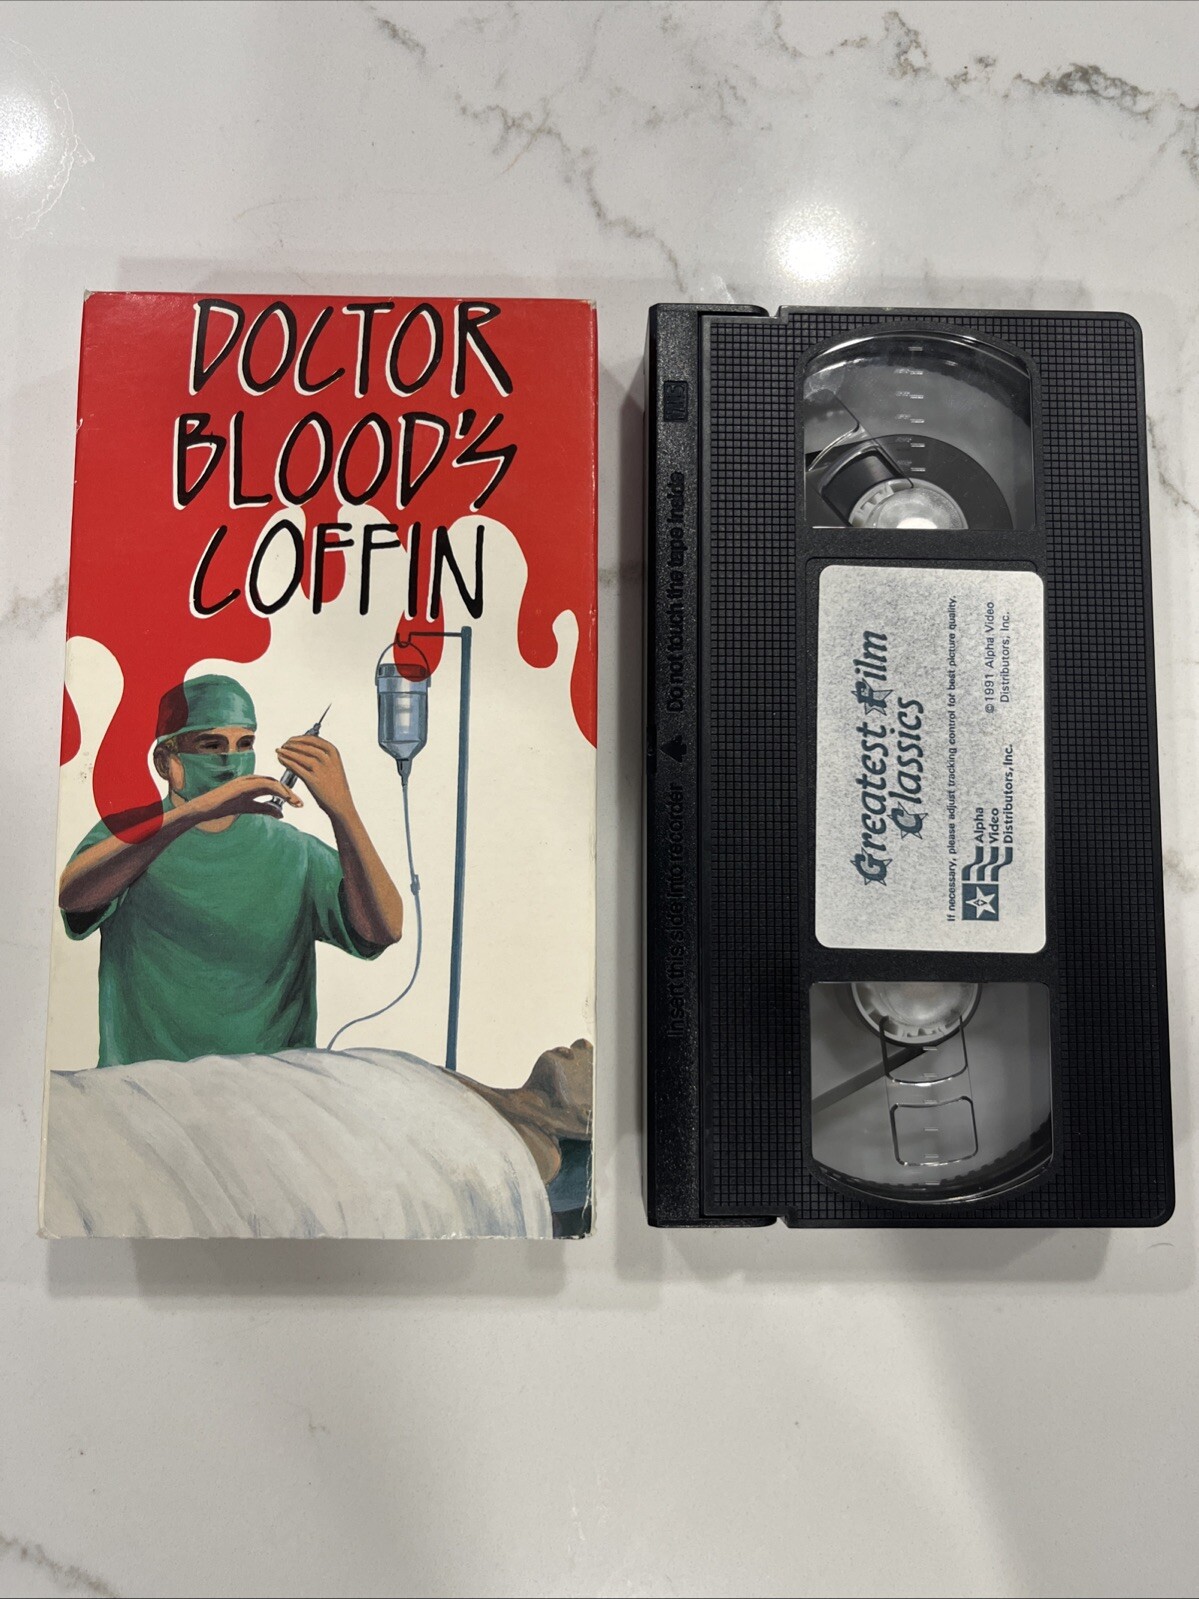 DOCTOR
BLOOD'S
COFFIN
VHS
Insert this side into recorder
Do not touch the tape inside
Greatest Film
Classics
If necessary, please adjust tracking control for best picture quality.
Alpha
Video
Distributors, Inc.
©1991 Alpha Video
Distributors, Inc.